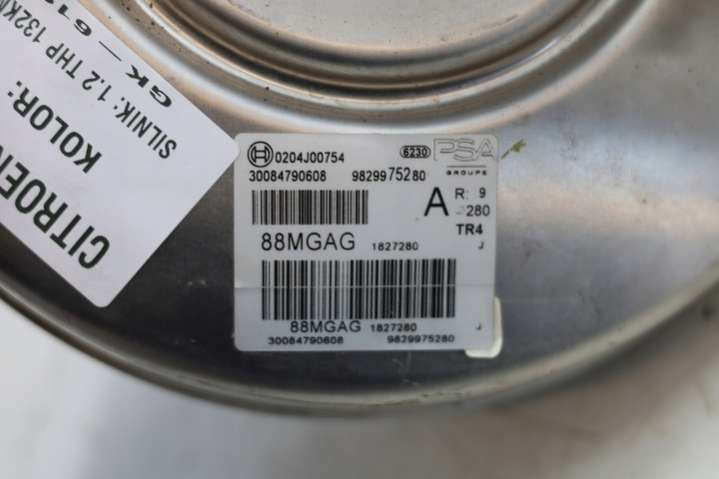 CITROEN
KOLOR:
SILNIK: 1.2 THP 132KM
GK –
0204J00754
6230
PSA
GROUPE
30084790608 9829975280
A
R: 9
280
TR4
88MGAG 1827280 J
88MGAG 1827280 J
30084790608 9829975280